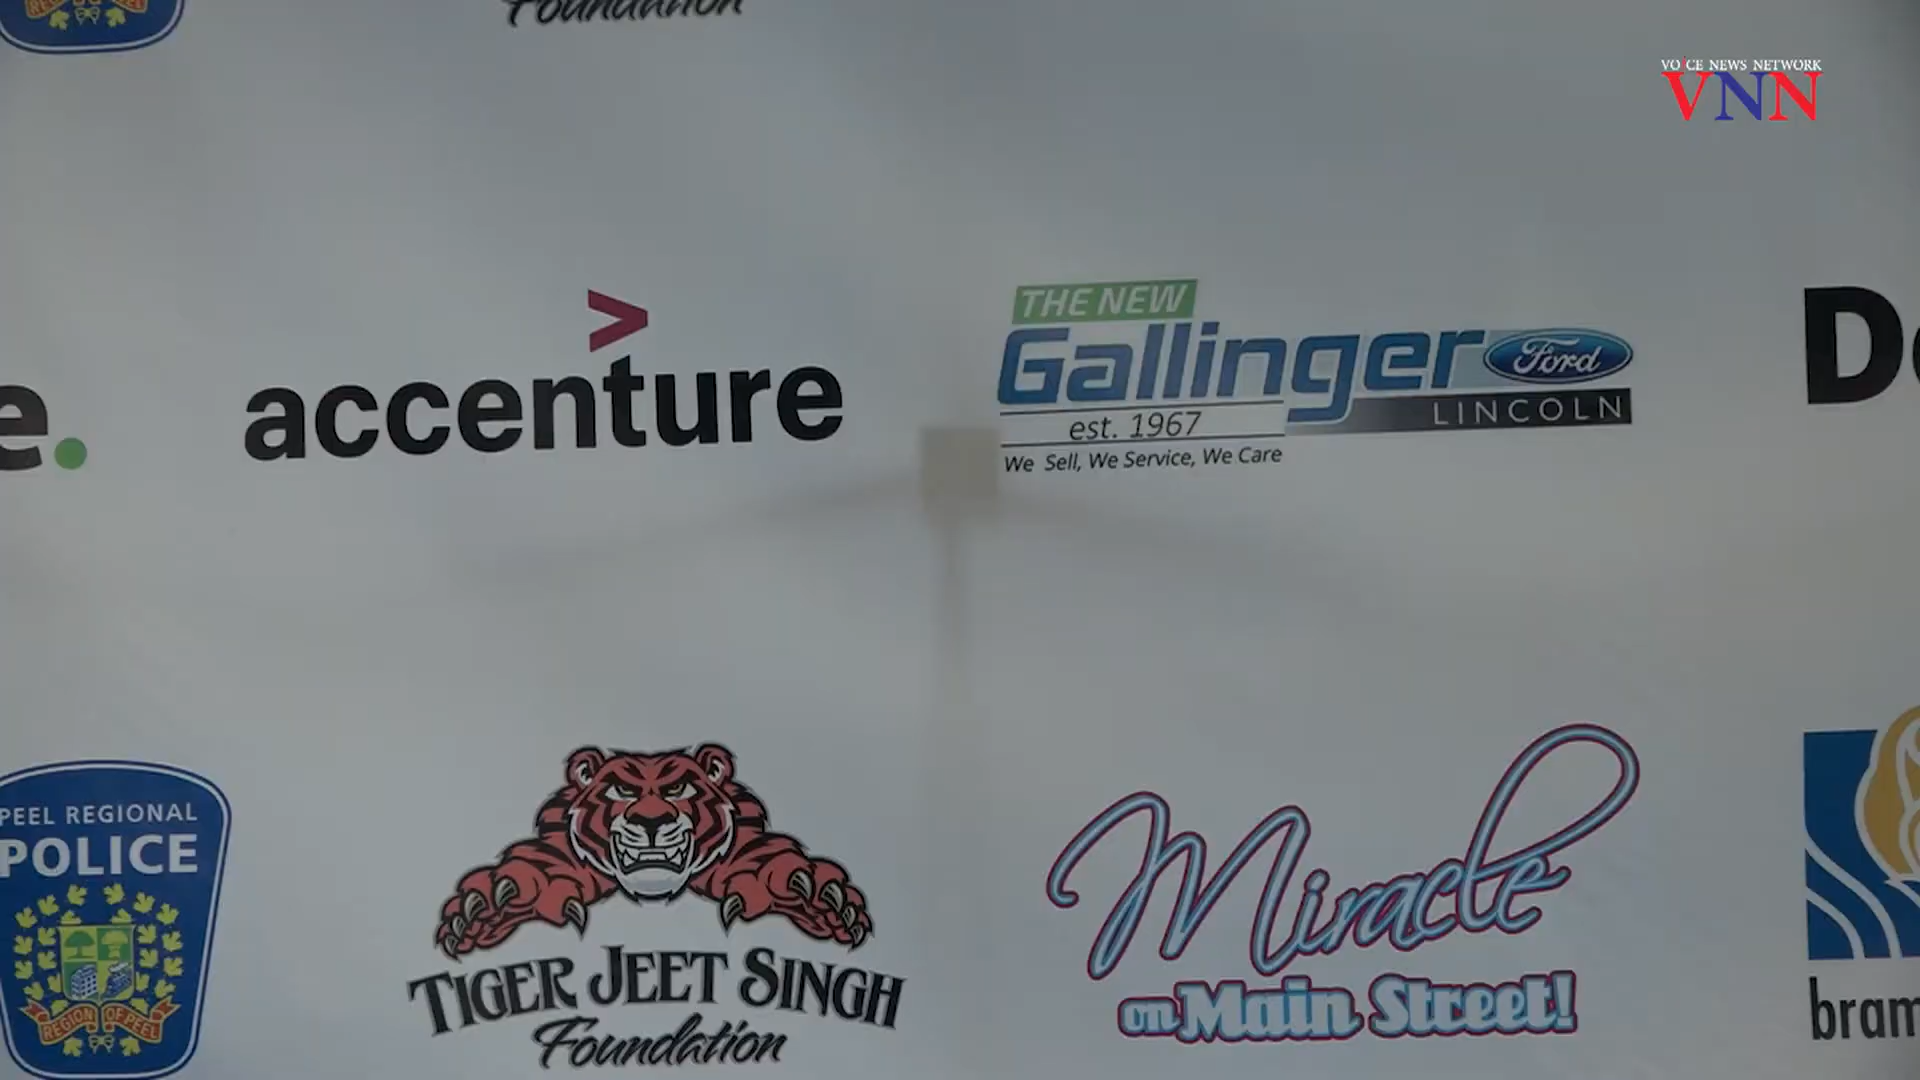 Foundation
VOICE NEWS NETWORK
VNN
e.
accenture
THE NEW
Gallinger
Ford
LINCOLN
est. 1967
We Sell, We Service, We Care
PEEL REGIONAL
POLICE
REGION OF PEEL
TIGER JEET SINGH
Foundation
Miracle
on Main Street!
bram